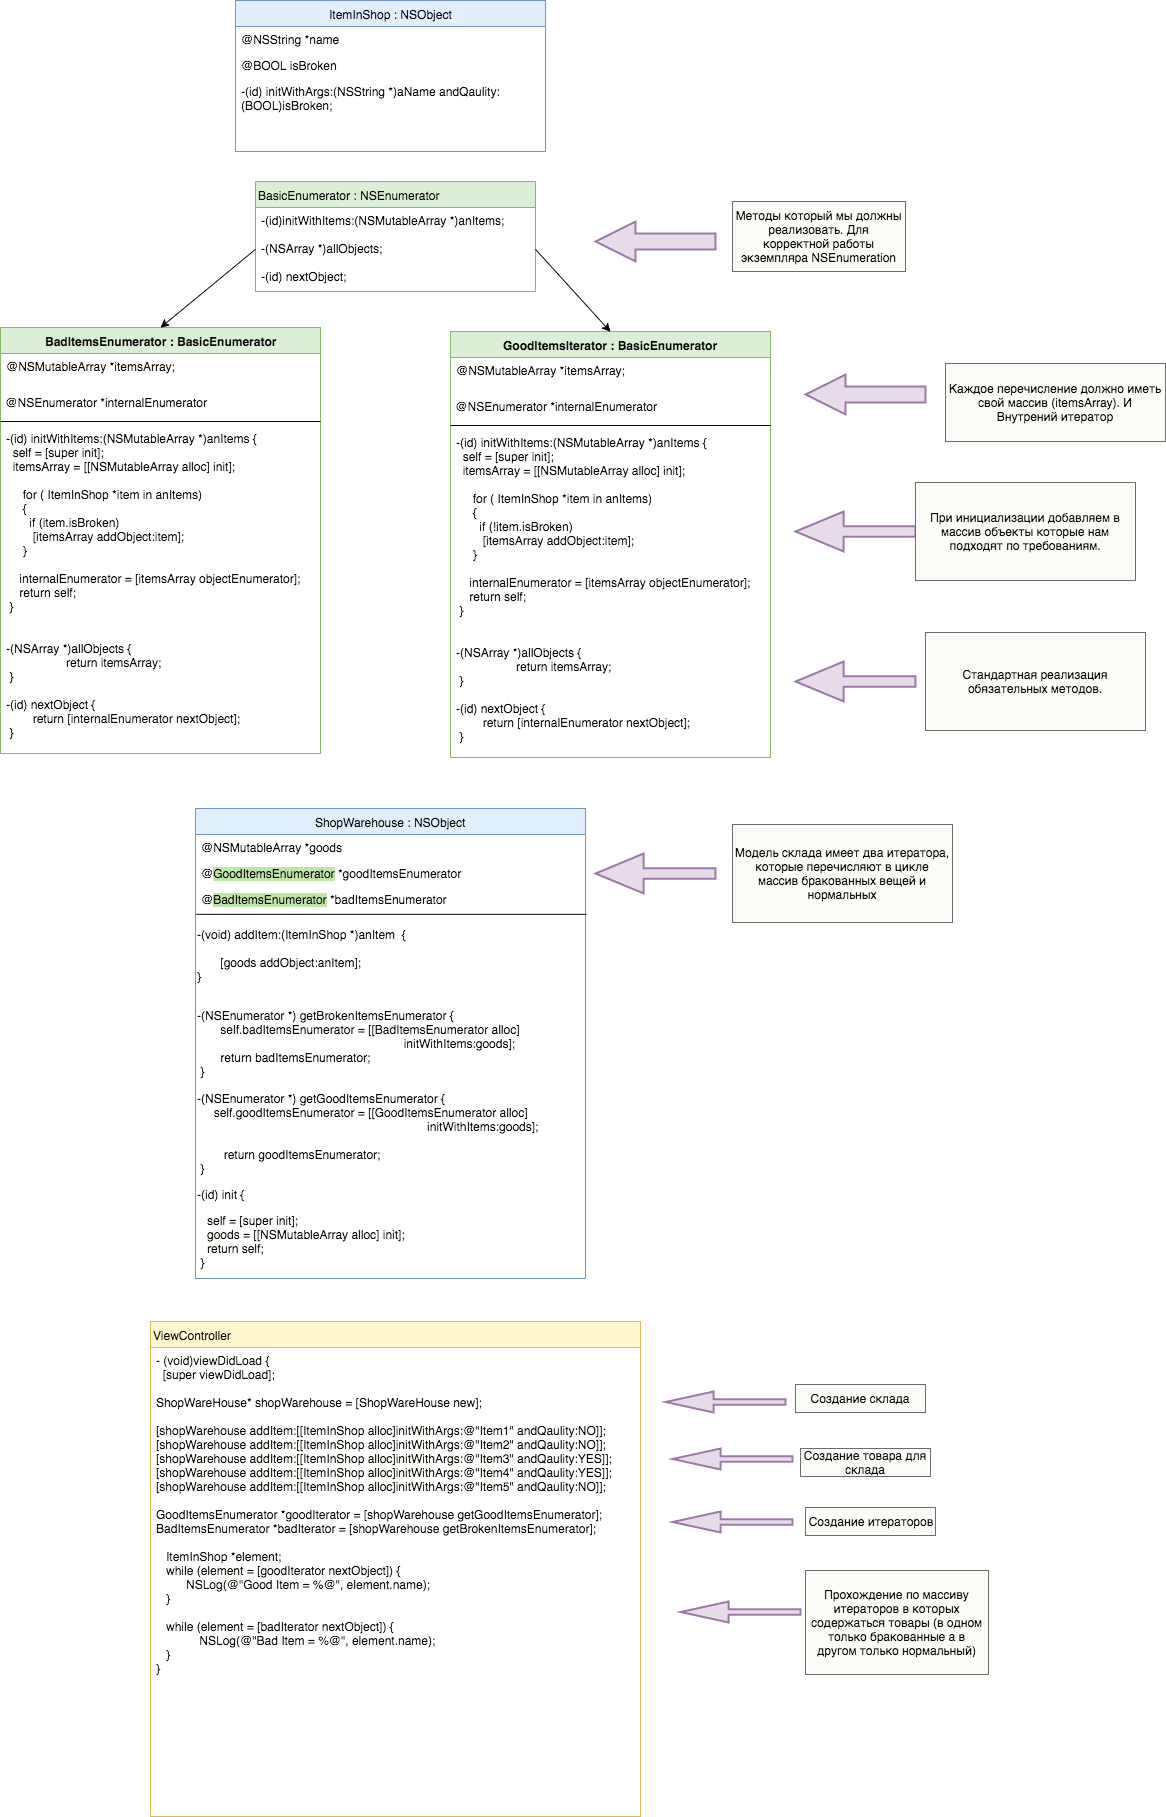 ItemInShop : NSObject
@NSString *name
@BOOL isBroken
-(id) initWithArgs:(NSString *)aName andQaulity:
(BOOL)isBroken;
BasicEnumerator : NSEnumerator
-(id)initWithItems:(NSMutableArray *)anItems;
-(NSArray *)allObjects;
-(id) nextObject;
Методы который мы должны
реализовать. Для
корректной работы
экземпляра NSEnumeration
BadItemsEnumerator : BasicEnumerator
@NSMutableArray *itemsArray;
@NSEnumerator *internalEnumerator
-(id) initWithItems:(NSMutableArray *)anItems {
self = [super init];
itemsArray = [[NSMutableArray alloc] init];
for ( ItemInShop *item in anItems)
{
if (item.isBroken)
[itemsArray addObject:item];
}
internalEnumerator = [itemsArray objectEnumerator];
return self;
}
-(NSArray *)allObjects {
return itemsArray;
}
-(id) nextObject {
return [internalEnumerator nextObject];
}
GoodItemsIterator : BasicEnumerator
@NSMutableArray *itemsArray;
@NSEnumerator *internalEnumerator
-(id) initWithItems:(NSMutableArray *)anItems {
self = [super init];
itemsArray = [[NSMutableArray alloc] init];
for ( ItemInShop *item in anItems)
{
if (!item.isBroken)
[itemsArray addObject:item];
}
internalEnumerator = [itemsArray objectEnumerator];
return self;
}
-(NSArray *)allObjects {
return itemsArray;
}
-(id) nextObject {
return [internalEnumerator nextObject];
}
Каждое перечисление должно иметь
свой массив (itemsArray). И
Внутрений итератор
При инициализации добавляем в
массив объекты которые нам
подходят по требованиям.
Стандартная реализация
обязательных методов.
ShopWarehouse : NSObject
@NSMutableArray *goods
@GoodItemsEnumerator *goodItemsEnumerator
@BadItemsEnumerator *badItemsEnumerator
-(void) addItem:(ItemInShop *)anItem {
[goods addObject:anItem];
}
-(NSEnumerator *) getBrokenItemsEnumerator {
self.badItemsEnumerator = [[BadItemsEnumerator alloc]
initWithItems:goods];
return badItemsEnumerator;
}
-(NSEnumerator *) getGoodItemsEnumerator {
self.goodItemsEnumerator = [[GoodItemsEnumerator alloc]
initWithItems:goods];
return goodItemsEnumerator;
}
-(id) init {
self = [super init];
goods = [[NSMutableArray alloc] init];
return self;
}
Модель склада имеет два итератора,
которые перечисляют в цикле
массив бракованных вещей и
нормальных
ViewController
- (void)viewDidLoad {
[super viewDidLoad];
ShopWareHouse* shopWarehouse = [ShopWareHouse new];
[shopWarehouse addItem:[[ItemInShop alloc]initWithArgs:@"Item1" andQaulity:NO]];
[shopWarehouse addItem:[[ItemInShop alloc]initWithArgs:@"Item2" andQaulity:NO]];
[shopWarehouse addItem:[[ItemInShop alloc]initWithArgs:@"Item3" andQaulity:YES]];
[shopWarehouse addItem:[[ItemInShop alloc]initWithArgs:@"Item4" andQaulity:YES]];
[shopWarehouse addItem:[[ItemInShop alloc]initWithArgs:@"Item5" andQaulity:NO]];
GoodItemsEnumerator *goodIterator = [shopWarehouse getGoodItemsEnumerator];
BadItemsEnumerator *badIterator = [shopWarehouse getBrokenItemsEnumerator];
ItemInShop *element;
while (element = [goodIterator nextObject]) {
NSLog(@"Good Item = %@", element.name);
}
while (element = [badIterator nextObject]) {
NSLog(@"Bad Item = %@", element.name);
}
}
Создание склада
Создание товара для
склада
Создание итераторов
Прохождение по массиву
итераторов в которых
содержаться товары (в одном
только бракованные а в
другом только нормальный)